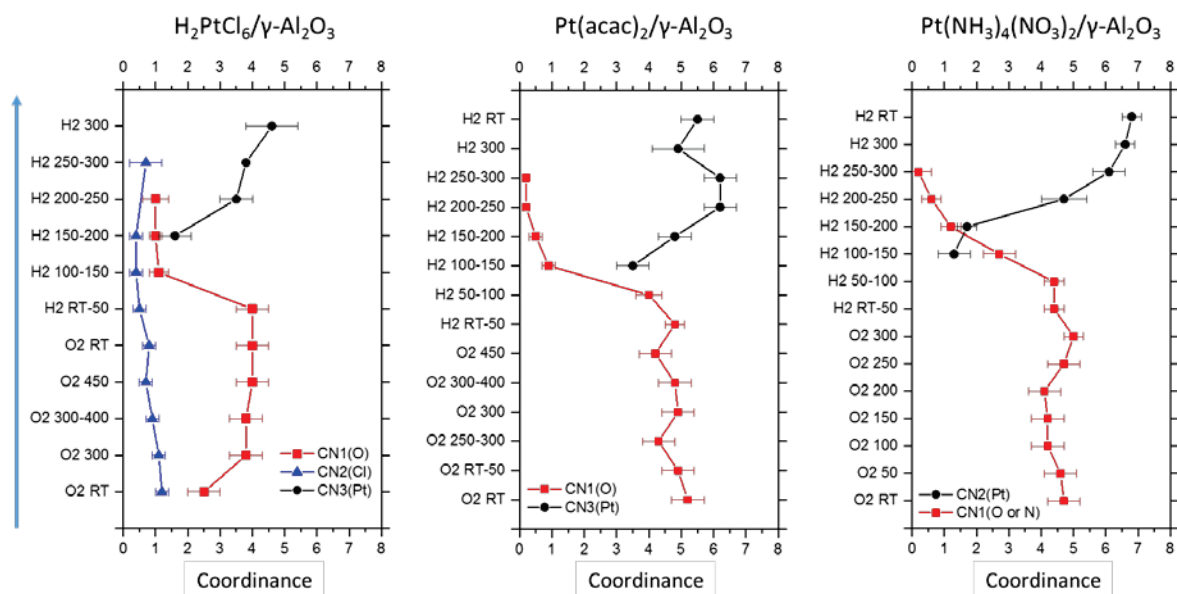 H₂PtCl₆/γ-Al₂O₃
0 1 2 3 4 5 6 7 8
H2 300
H2 250-300
H2 200-250
H2 150-200
H2 100-150
H2 RT-50
O2 RT
O2 450
O2 300-400
O2 300
O2 RT
CN1(O)
CN2(Cl)
CN3(Pt)
0 1 2 3 4 5 6 7 8
Coordinance
Pt(acac)₂/γ-Al₂O₃
0 1 2 3 4 5 6 7 8
H2 RT
H2 300
H2 250-300
H2 200-250
H2 150-200
H2 100-150
H2 50-100
H2 RT-50
O2 450
O2 300-400
O2 300
O2 250-300
O2 RT-50
O2 RT
CN1(O)
CN3(Pt)
0 1 2 3 4 5 6 7 8
Coordinance
Pt(NH₃)₄(NO₃)₂/γ-Al₂O₃
0 1 2 3 4 5 6 7 8
H2 RT
H2 300
H2 250-300
H2 200-250
H2 150-200
H2 100-150
H2 50-100
H2 RT-50
O2 300
O2 250
O2 200
O2 150
O2 100
O2 50
O2 RT
CN2(Pt)
CN1(O or N)
0 1 2 3 4 5 6 7 8
Coordinance